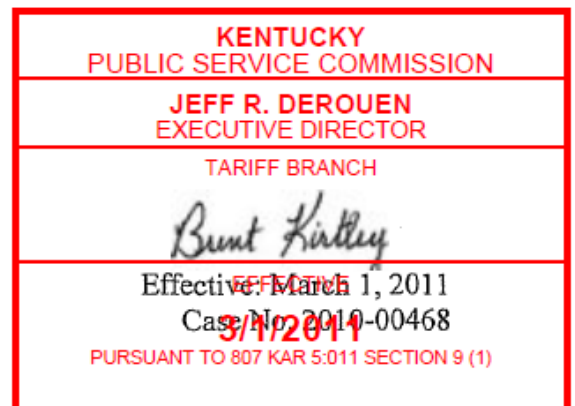 KENTUCKY
PUBLIC SERVICE COMMISSION
JEFF R. DEROUEN
EXECUTIVE DIRECTOR
TARIFF BRANCH
Brent Kirtley
EFFECTIVE
Effective: March 1, 2011
3/1/2011
Case No. 2010-00468
PURSUANT TO 807 KAR 5:011 SECTION 9 (1)